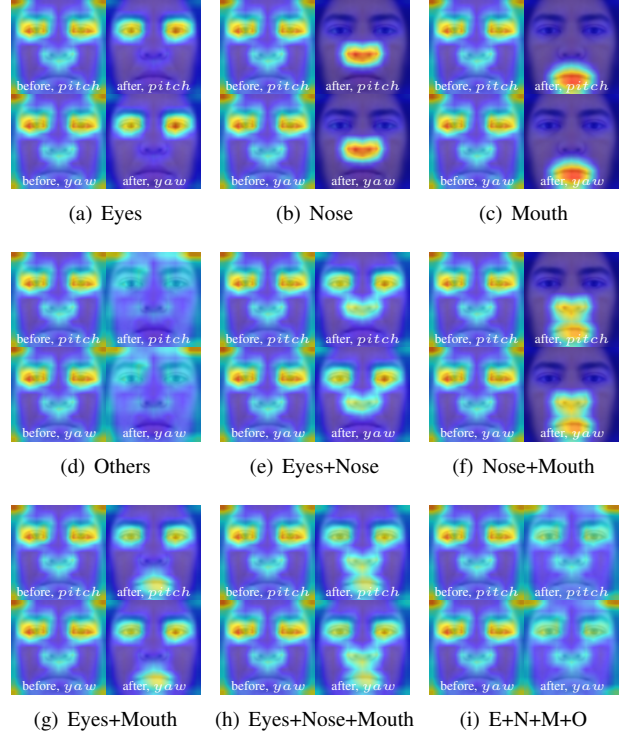 before, pitch after, pitch before, pitch after, pitch before, pitch after, pitch
before, yaw after, yaw before, yaw after, yaw before, yaw after, yaw
(a) Eyes (b) Nose (c) Mouth
before, pitch after, pitch before, pitch after, pitch before, pitch after, pitch
before, yaw after, yaw before, yaw after, yaw before, yaw after, yaw
(d) Others (e) Eyes+Nose (f) Nose+Mouth
before, pitch after, pitch before, pitch after, pitch before, pitch after, pitch
before, yaw after, yaw before, yaw after, yaw before, yaw after, yaw
(g) Eyes+Mouth (h) Eyes+Nose+Mouth (i) E+N+M+O